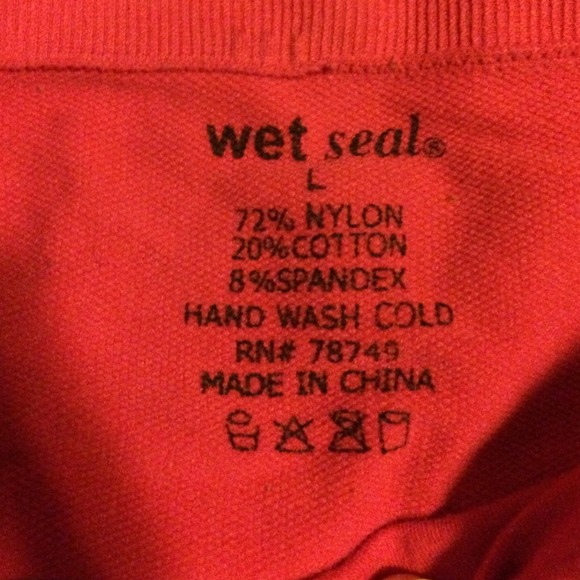 wet seal®
L
72% NYLON
20%COTTON
8%SPANDEX
HAND WASH COLD
RN# 78749
MADE IN CHINA